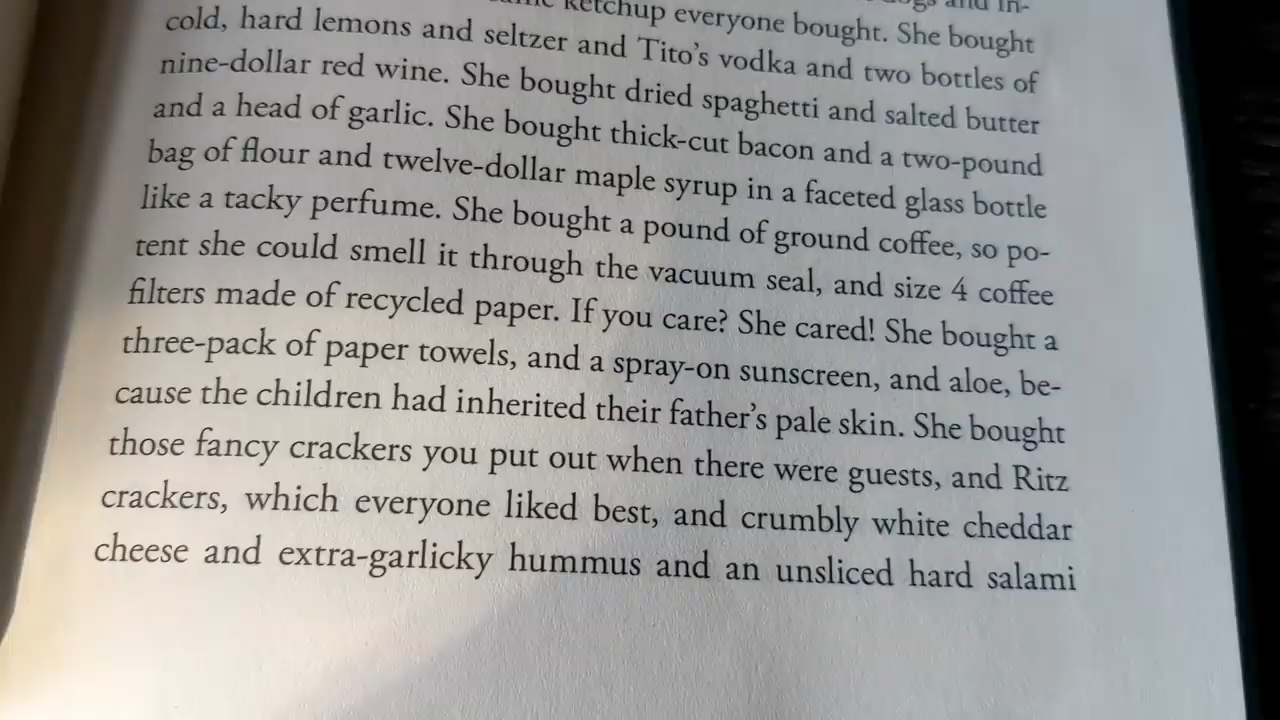 ketchup everyone bought. She bought
cold, hard lemons and seltzer and Tito's vodka and two bottles of
nine-dollar red wine. She bought dried spaghetti and salted butter
and a head of garlic. She bought thick-cut bacon and a two-pound
bag of flour and twelve-dollar maple syrup in a faceted glass bottle
like a tacky perfume. She bought a pound of ground coffee, so po-
tent she could smell it through the vacuum seal, and size 4 coffee
filters made of recycled paper. If you care? She cared! She bought a
three-pack of paper towels, and a spray-on sunscreen, and aloe, be-
cause the children had inherited their father's pale skin. She bought
those fancy crackers you put out when there were guests, and Ritz
crackers, which everyone liked best, and crumbly white cheddar
cheese and extra-garlicky hummus and an unsliced hard salami